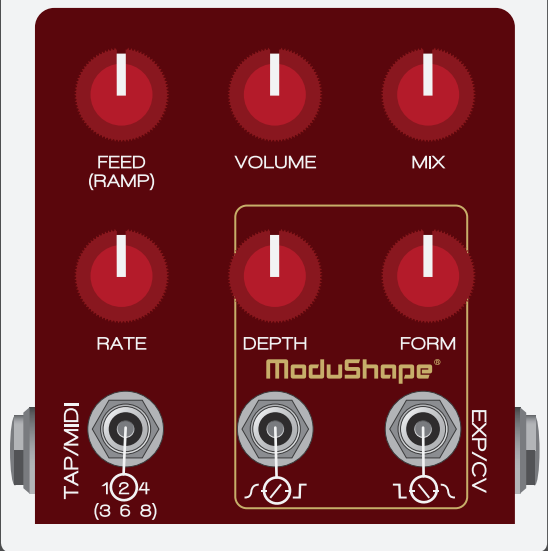 FEED
(RAMP)
VOLUME
MIX
RATE
DEPTH
FORM
ModuShape®
TAP/MIDI
EXP/CV
1 2 4
(3 6 8)